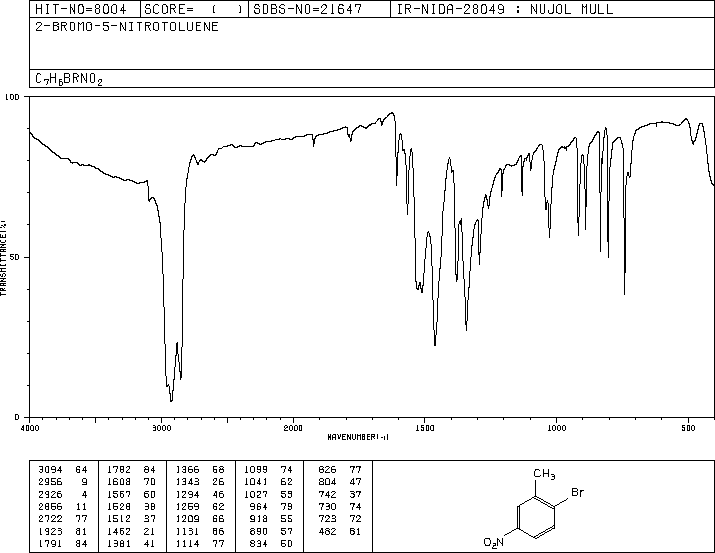 HIT-NO=8004 SCORE= ( ) SDBS-NO=21647 IR-NIDA-28049 : NUJOL MULL
2-BROMO-5-NITROTOLUENE
C7H6BRNO2
100
50
0
TRANSMITTANCE(%)
4000 3000 2000 1500 1000 500
WAVENUMBER(-1)
3094 64 1782 84 1366 68 1099 74 826 77
2956 9 1608 70 1343 26 1041 62 804 47
2926 4 1567 60 1294 46 1027 59 742 37
2856 11 1528 38 1259 62 964 79 730 74
2722 77 1512 37 1209 66 918 55 723 72
1923 81 1462 21 1131 66 890 57 482 81
1791 84 1381 41 1114 77 834 50
CH3
Br
O2N